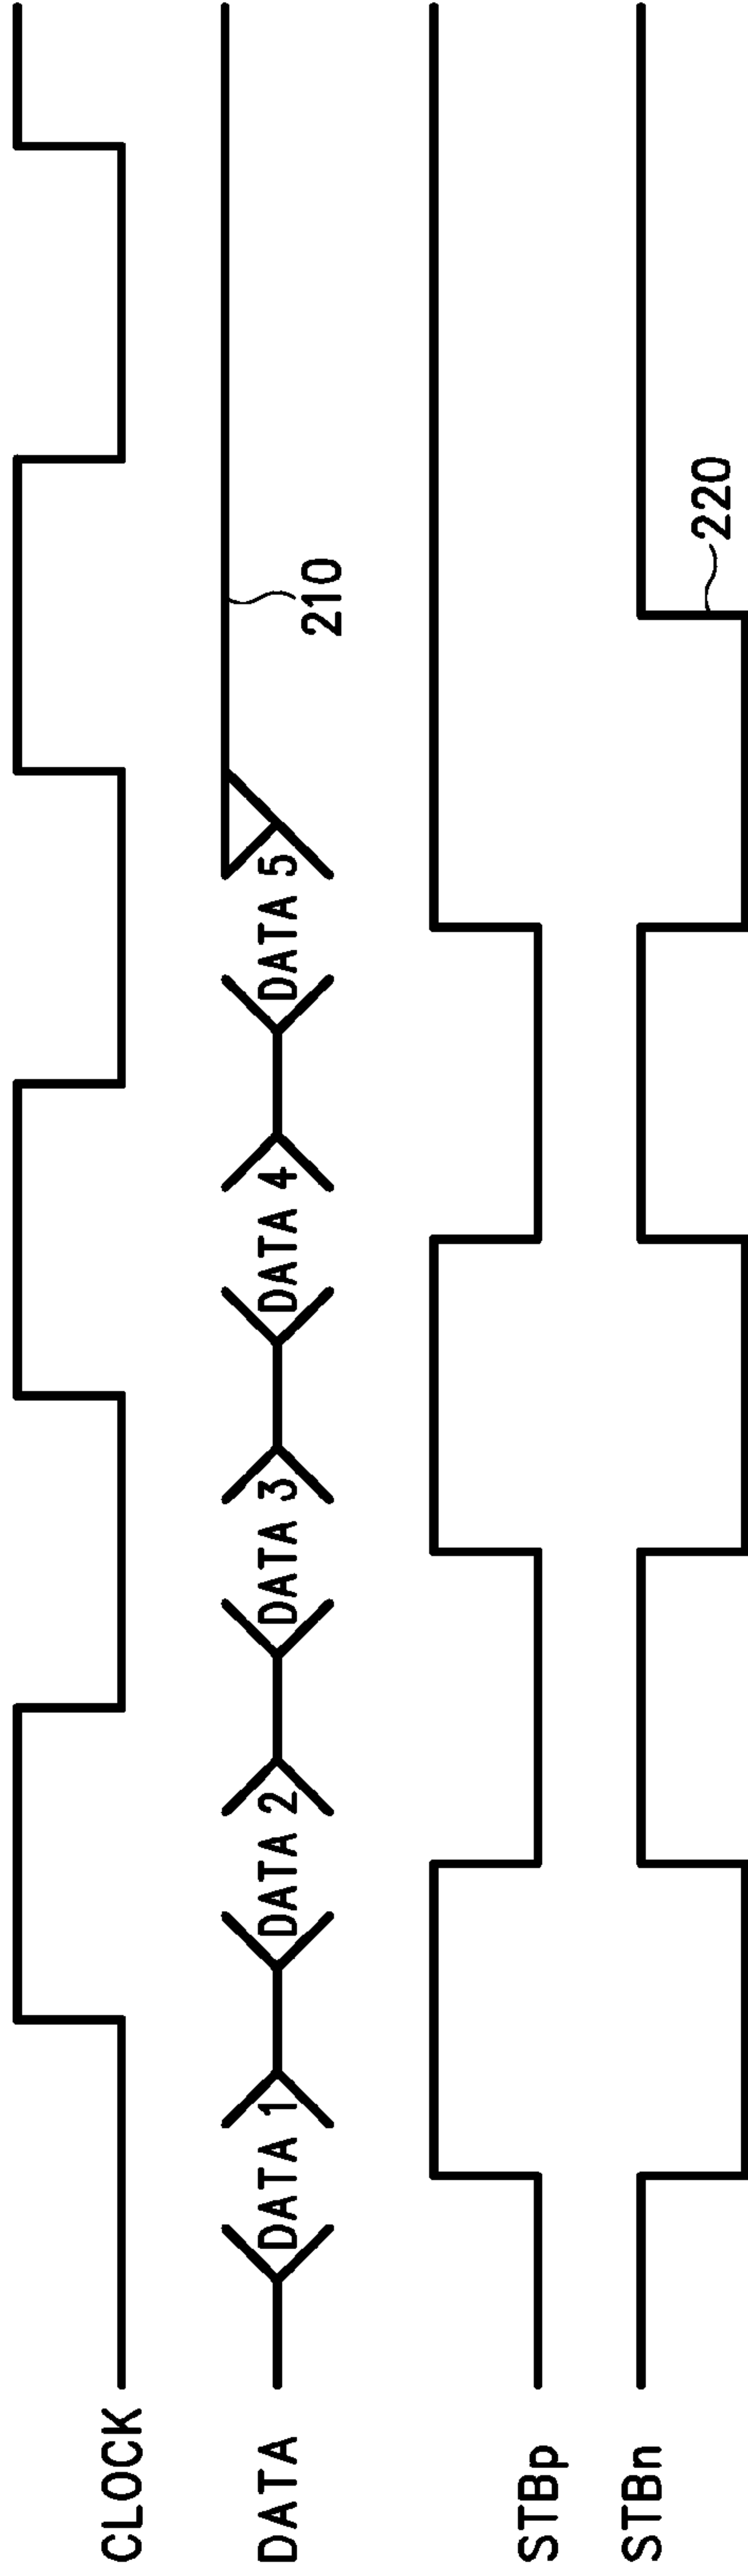 CLOCK
DATA
DATA 1
DATA 2
DATA 3
DATA 4
DATA 5
210
STBp
STBn
220